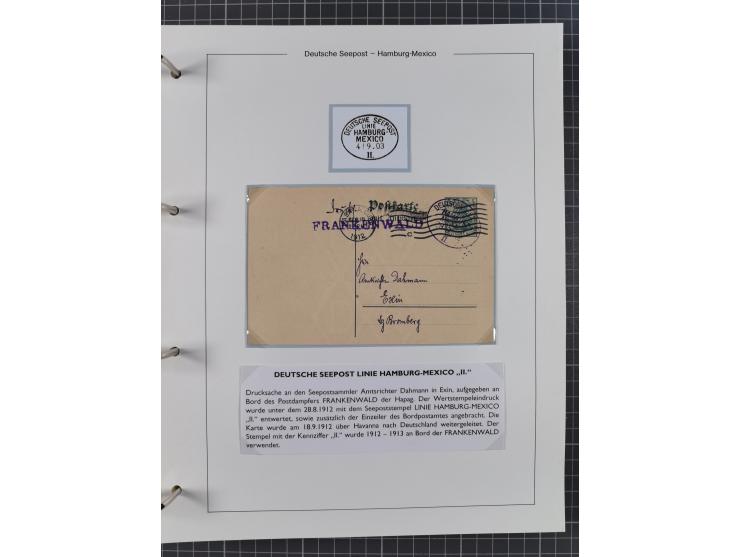 Deutsche Seepost – Hamburg-Mexico
DEUTSCHE SEEPOST
LINIE
HAMBURG
MEXICO
4/9.03
II.
Postkarte
FRANKENWALD
1912
Amtsrichter Dahmann
Exin
bz Bromberg
DEUTSCHE SEEPOST LINIE HAMBURG-MEXICO „II."
Drucksache an den Seepostsammler Amtsrichter Dahmann in Exin, aufgegeben an
Bord des Postdampfers FRANKENWALD der Hapag. Der Wertstempeleindruck
wurde unter dem 28.8.1912 mit dem Seepoststempel LINIE HAMBURG-MEXICO
„II." entwertet, sowie zusätzlich der Einzeiler des Bordpostamtes angebracht. Die
Karte wurde am 18.9.1912 über Havanna nach Deutschland weitergeleitet. Der
Stempel mit der Kennziffer „II." wurde 1912 – 1913 an Bord der FRANKENWALD
verwendet.